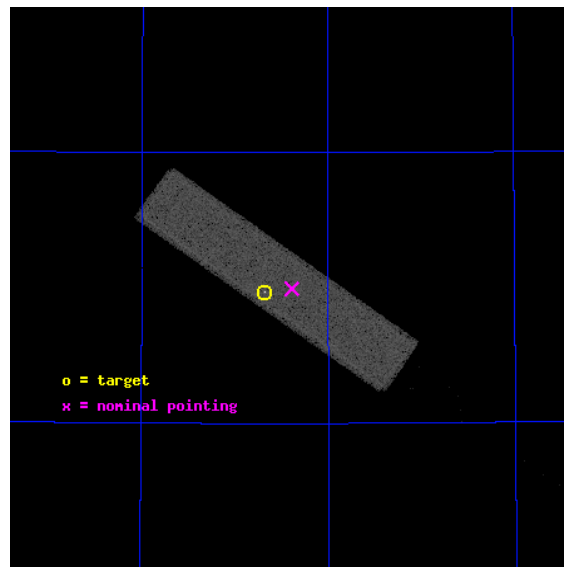 o = target
x = nominal pointing